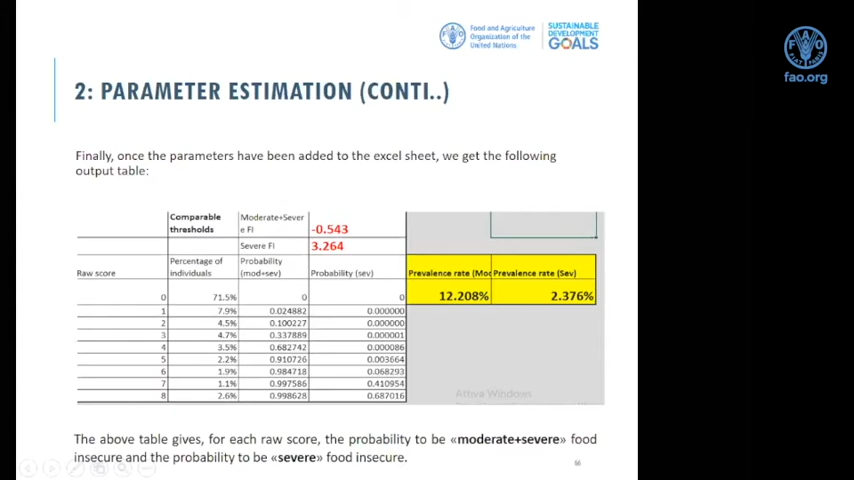 Food and Agriculture
Organization of the
United Nations
SUSTAINABLE
DEVELOPMENT
GOALS
FAO
FIAT PANIS
fao.org
2: PARAMETER ESTIMATION (CONTI..)
Finally, once the parameters have been added to the excel sheet, we get the following
output table:
Comparable thresholds Moderate+Sever e FI -0.543
Severe FI 3.264
Raw score Percentage of individuals Probability (mod+sev) Probability (sev) Prevalence rate (Mod Prevalence rate (Sev)
0 71.5% 0 0 12.208% 2.376%
1 7.9% 0.024882 0.000000
2 4.5% 0.100227 0.000000
3 4.7% 0.337889 0.000001
4 3.5% 0.682742 0.000086
5 2.2% 0.910726 0.003664
6 1.9% 0.984718 0.068293
7 1.1% 0.997586 0.410954
8 2.6% 0.998628 0.687016
Attiva Windows
The above table gives, for each raw score, the probability to be «moderate+severe» food
insecure and the probability to be «severe» food insecure.
56